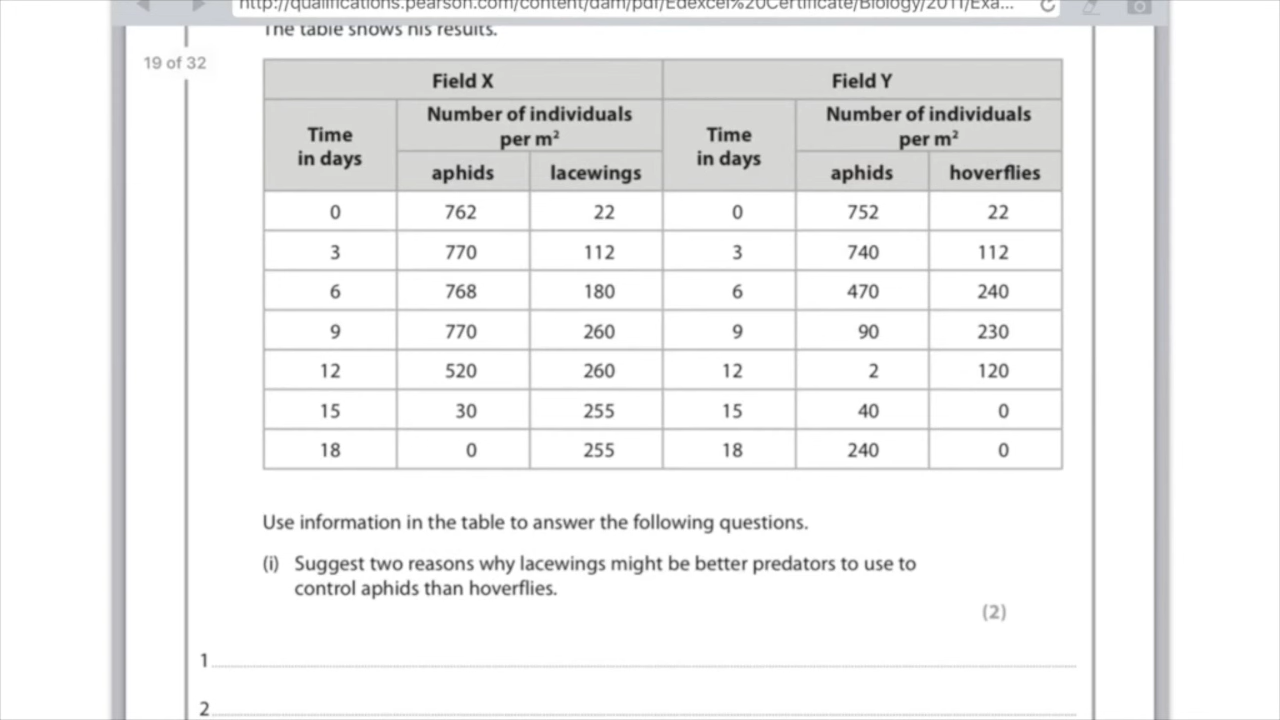 http://qualifications.pearson.com/content/dam/pdf/Edexcel%20Certificate/Biology/2011/Exa...
The table shows his results.
19 of 32
Field X Field Y
Time in days Number of individuals per m² Time in days Number of individuals per m²
aphids lacewings aphids hoverflies
0 762 22 0 752 22
3 770 112 3 740 112
6 768 180 6 470 240
9 770 260 9 90 230
12 520 260 12 2 120
15 30 255 15 40 0
18 0 255 18 240 0
Use information in the table to answer the following questions.
(i) Suggest two reasons why lacewings might be better predators to use to
control aphids than hoverflies.
(2)
1
2